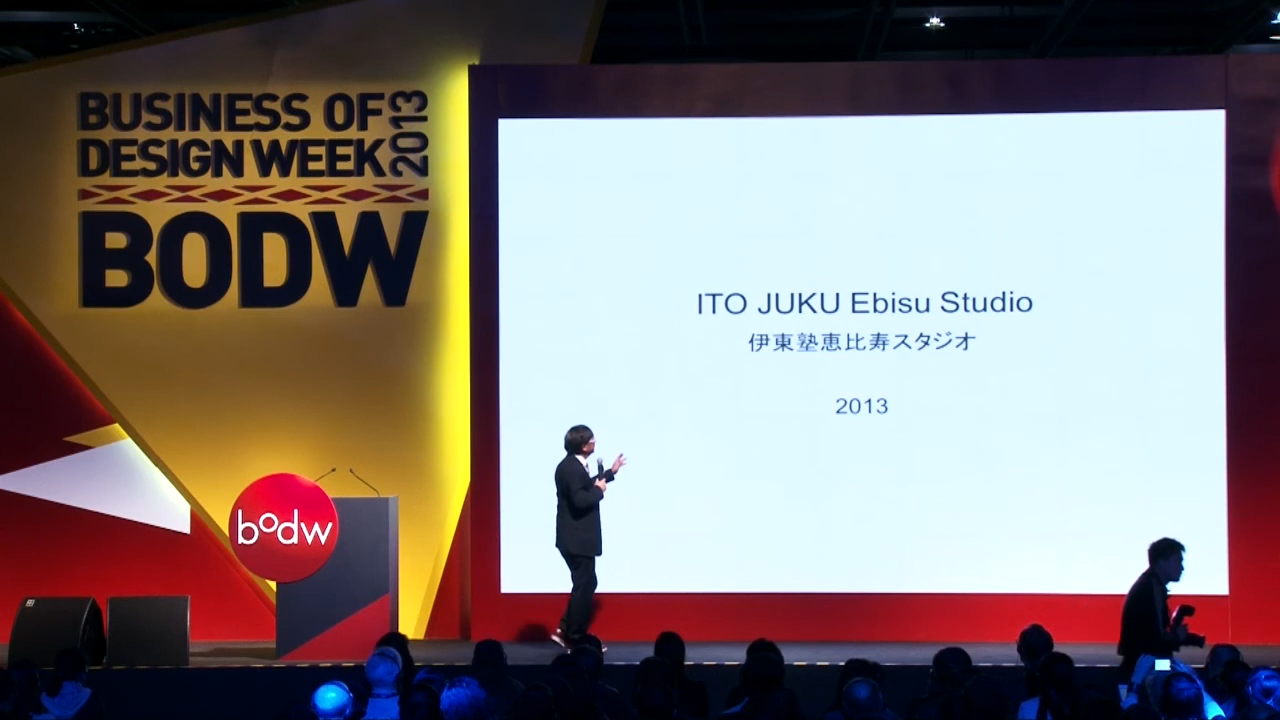 BUSINESS OF
DESIGN WEEK
2013
BODW
bodw
ITO JUKU Ebisu Studio
伊東塾恵比寿スタジオ
2013